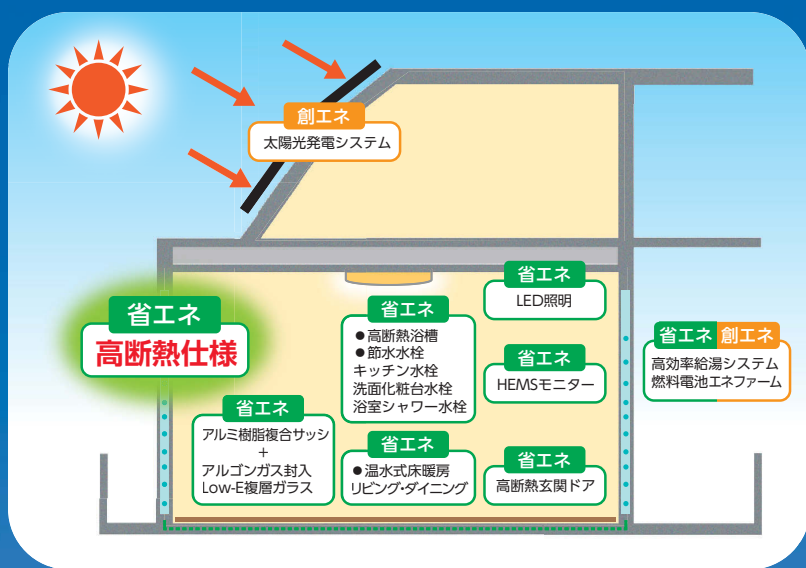 創エネ
太陽光発電システム
省エネ
高断熱仕様
省エネ
アルミ樹脂複合サッシ
+
アルゴンガス封入
Low-E複層ガラス
省エネ
●高断熱浴槽
●節水水栓
キッチン水栓
洗面化粧台水栓
浴室シャワー水栓
省エネ
●温水式床暖房
リビング・ダイニング
省エネ
LED照明
省エネ
HEMSモニター
省エネ
高断熱玄関ドア
省エネ 創エネ
高効率給湯システム
燃料電池エネファーム